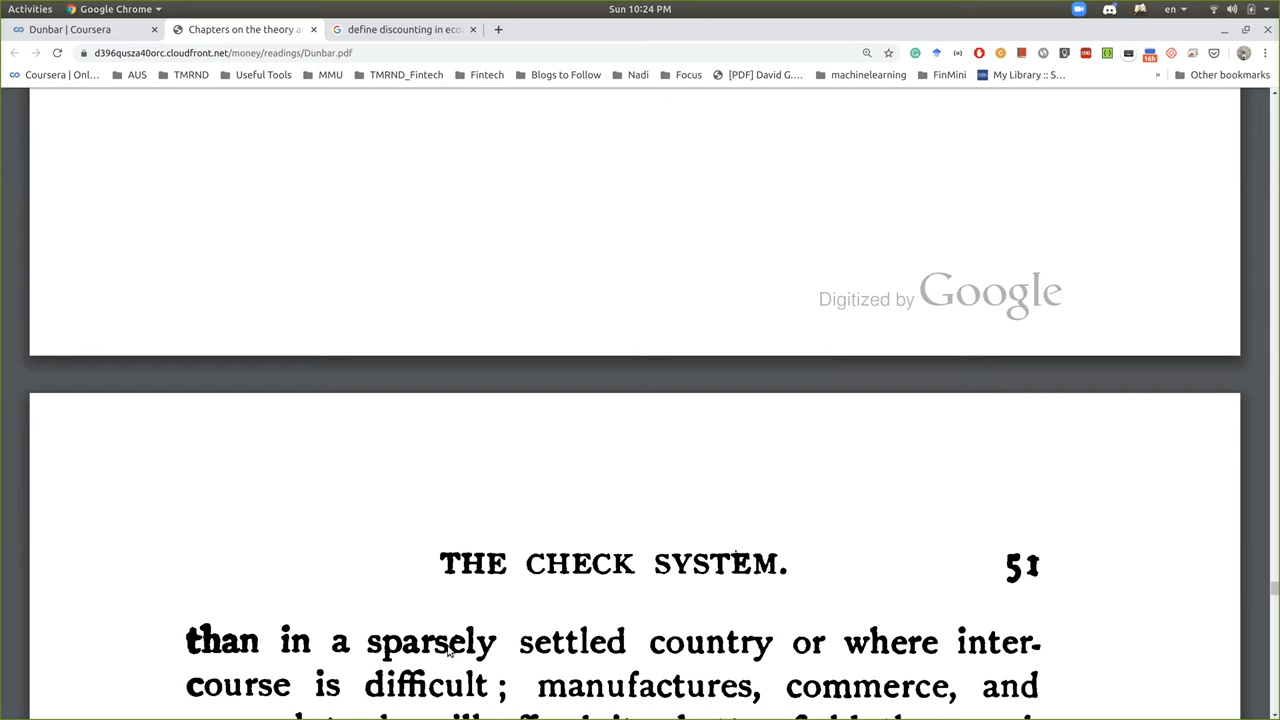 Activities
Google Chrome
Sun 10:24 PM
en
Dunbar | Coursera
Chapters on the theory a
define discounting in eco
d396qusza40orc.cloudfront.net/money/readings/Dunbar.pdf
Coursera | Onl...
AUS
TMRND
Useful Tools
MMU
TMRND_Fintech
Fintech
Blogs to Follow
Nadi
Focus
[PDF] David G....
machinelearning
FinMini
My Library :: S...
»
Other bookmarks
Digitized by Google
THE CHECK SYSTEM. 51
than in a sparsely settled country or where inter-
course is difficult ; manufactures, commerce, and